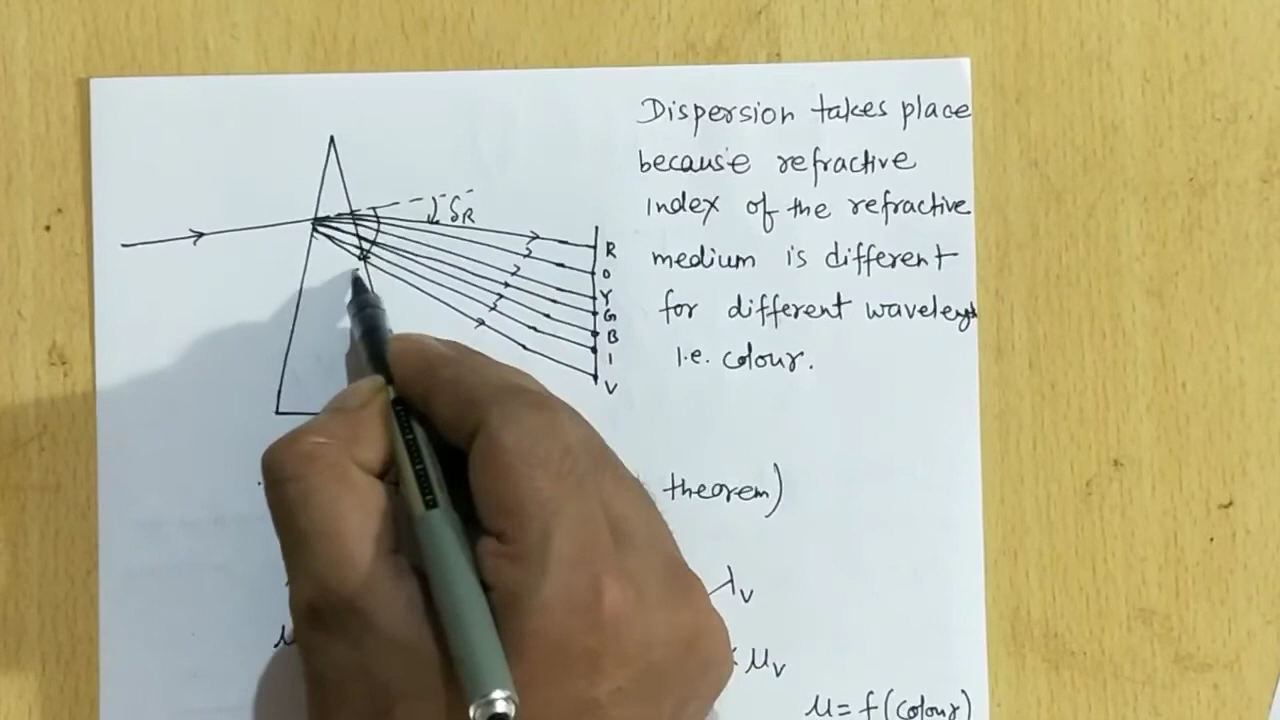 Dispersion takes place
because refractive
index of the refractive
medium is different
for different wavelength
i.e. colour.
δR
R
O
Y
G
B
I
V
theorem)
λV
μ
< μV
μ = f(colour)